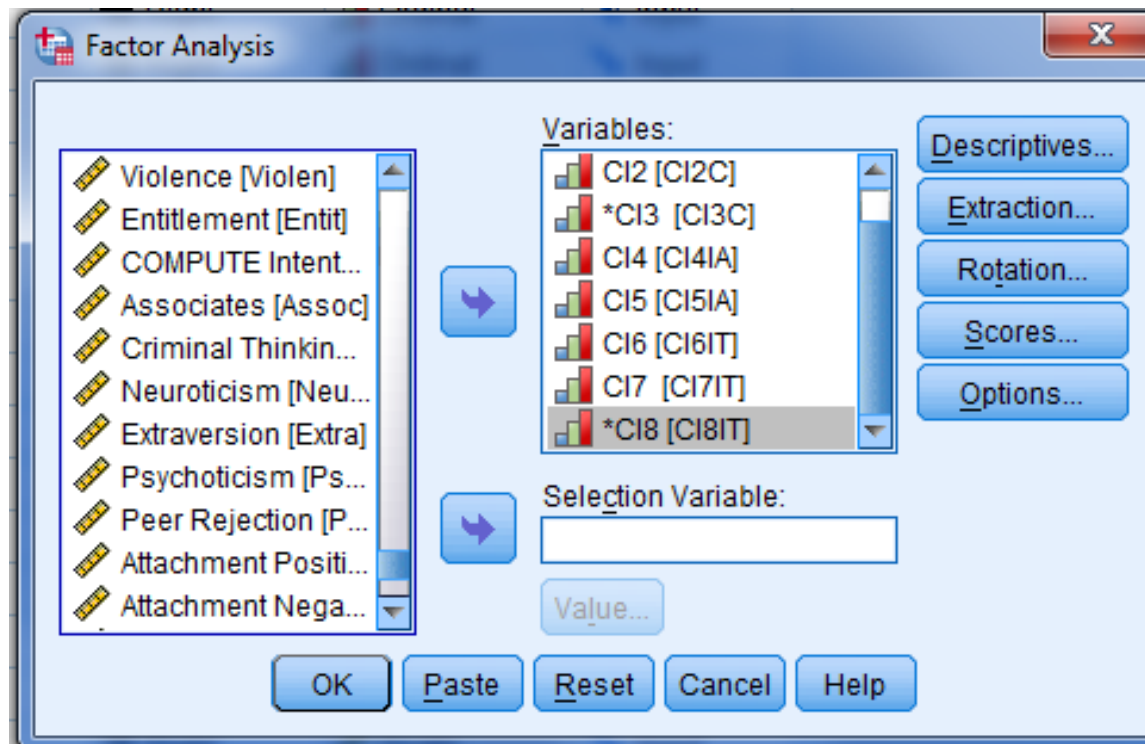 Factor Analysis
Violence [Violen]
Entitlement [Entit]
COMPUTE Intent...
Associates [Assoc]
Criminal Thinkin...
Neuroticism [Neu...
Extraversion [Extra]
Psychoticism [Ps...
Peer Rejection [P...
Attachment Positi...
Attachment Nega...
Variables:
CI2 [CI2C]
*CI3 [CI3C]
CI4 [CI4IA]
CI5 [CI5IA]
CI6 [CI6IT]
CI7 [CI7IT]
*CI8 [CI8IT]
Selection Variable:
Value...
Descriptives...
Extraction...
Rotation...
Scores...
Options...
OK Paste Reset Cancel Help